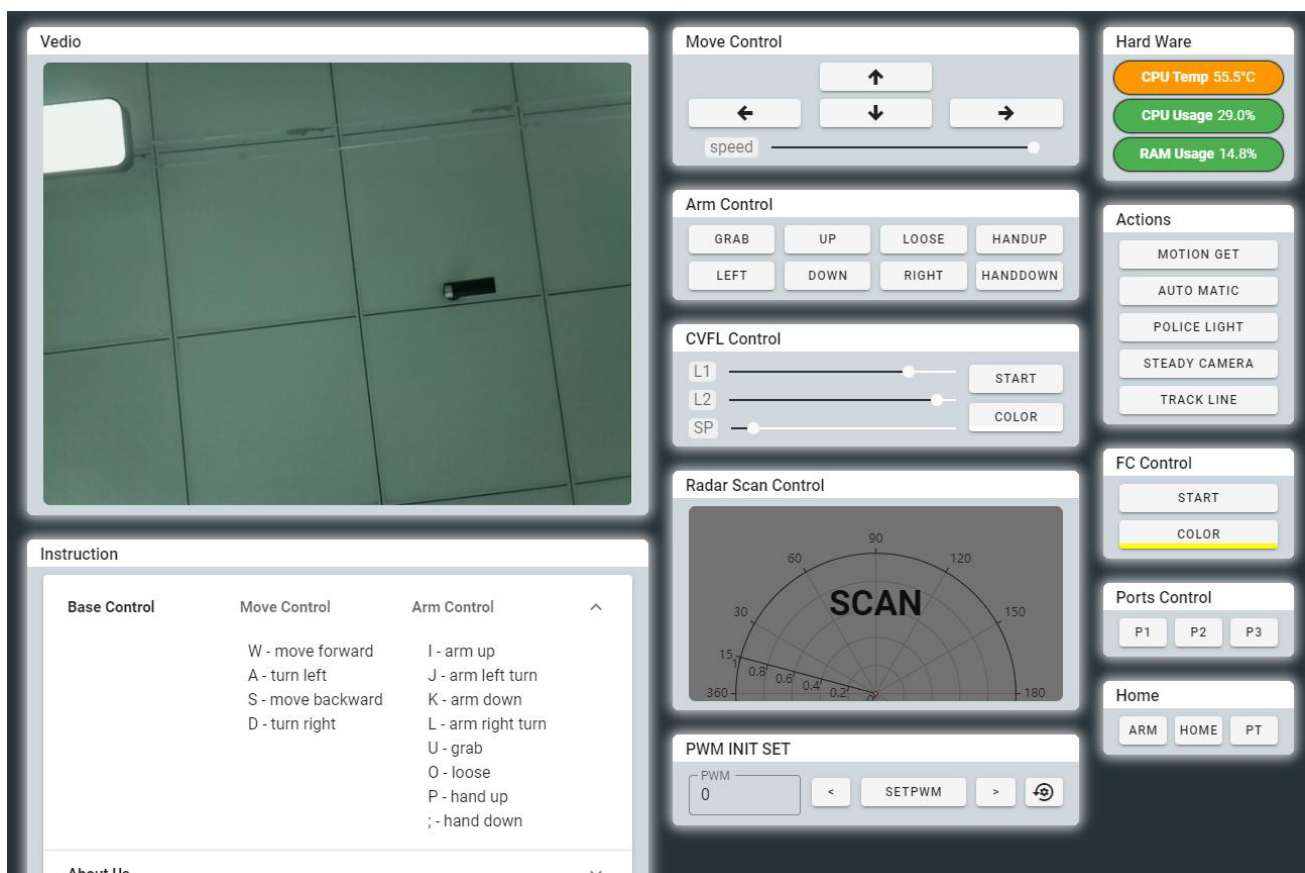 Vedio
Instruction
Base Control Move Control Arm Control
W - move forward I - arm up
A - turn left J - arm left turn
S - move backward K - arm down
D - turn right L - arm right turn
U - grab
O - loose
P - hand up
; - hand down
About Us
Move Control
speed
Arm Control
GRAB UP LOOSE HANDUP
LEFT DOWN RIGHT HANDDOWN
CVFL Control
L1
START
L2
COLOR
SP
Radar Scan Control
90
60 120
SCAN
30 150
15
1 0.8 0.6 0.4 0.2 0
360 180
PWM INIT SET
PWM
0 < SETPWM >
Hard Ware
CPU Temp 55.5°C
CPU Usage 29.0%
RAM Usage 14.8%
Actions
MOTION GET
AUTO MATIC
POLICE LIGHT
STEADY CAMERA
TRACK LINE
FC Control
START
COLOR
Ports Control
P1 P2 P3
Home
ARM HOME PT